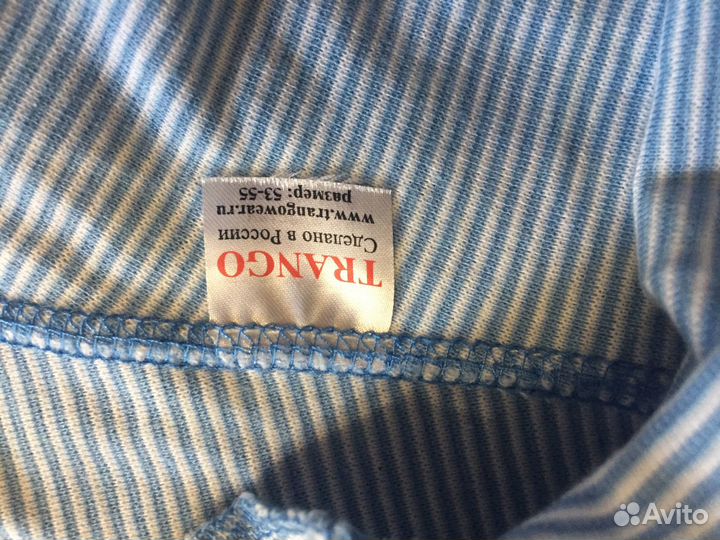 TRANGO
Сделано в России
www.trangowear.ru
размер: 53-55
Avito